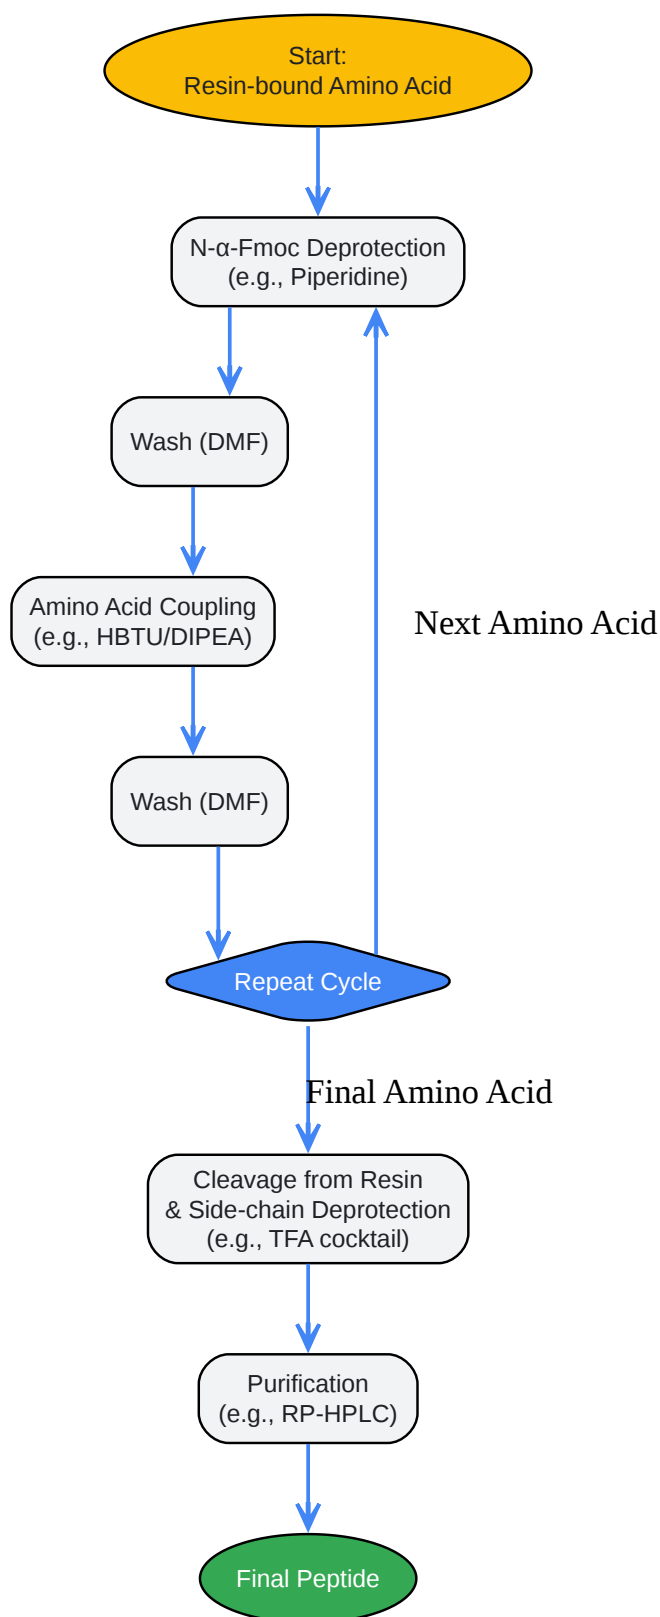 Start:
Resin-bound Amino Acid
N-α-Fmoc Deprotection
(e.g., Piperidine)
Wash (DMF)
Amino Acid Coupling
(e.g., HBTU/DIPEA)
Next Amino Acid
Wash (DMF)
Repeat Cycle
Final Amino Acid
Cleavage from Resin
& Side-chain Deprotection
(e.g., TFA cocktail)
Purification
(e.g., RP-HPLC)
Final Peptide